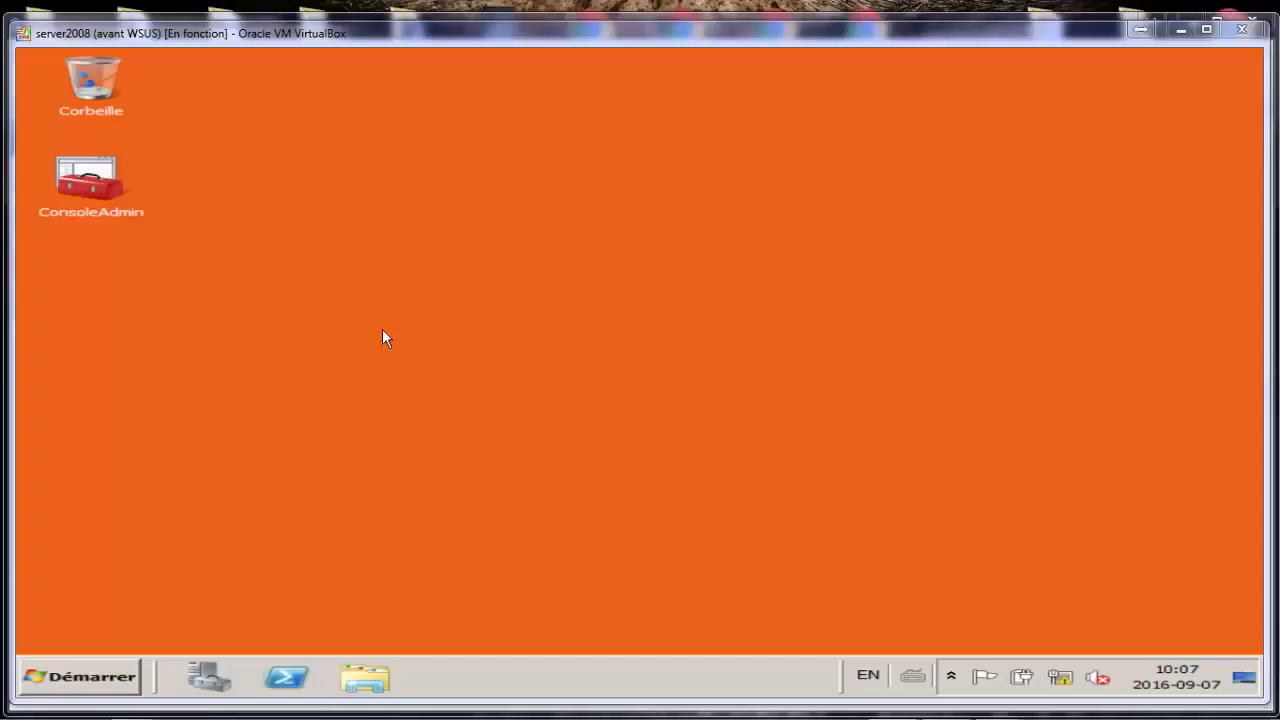 server2008 (avant WSUS) [En fonction] - Oracle VM VirtualBox
Corbeille
ConsoleAdmin
Démarrer
EN
10:07
2016-09-07